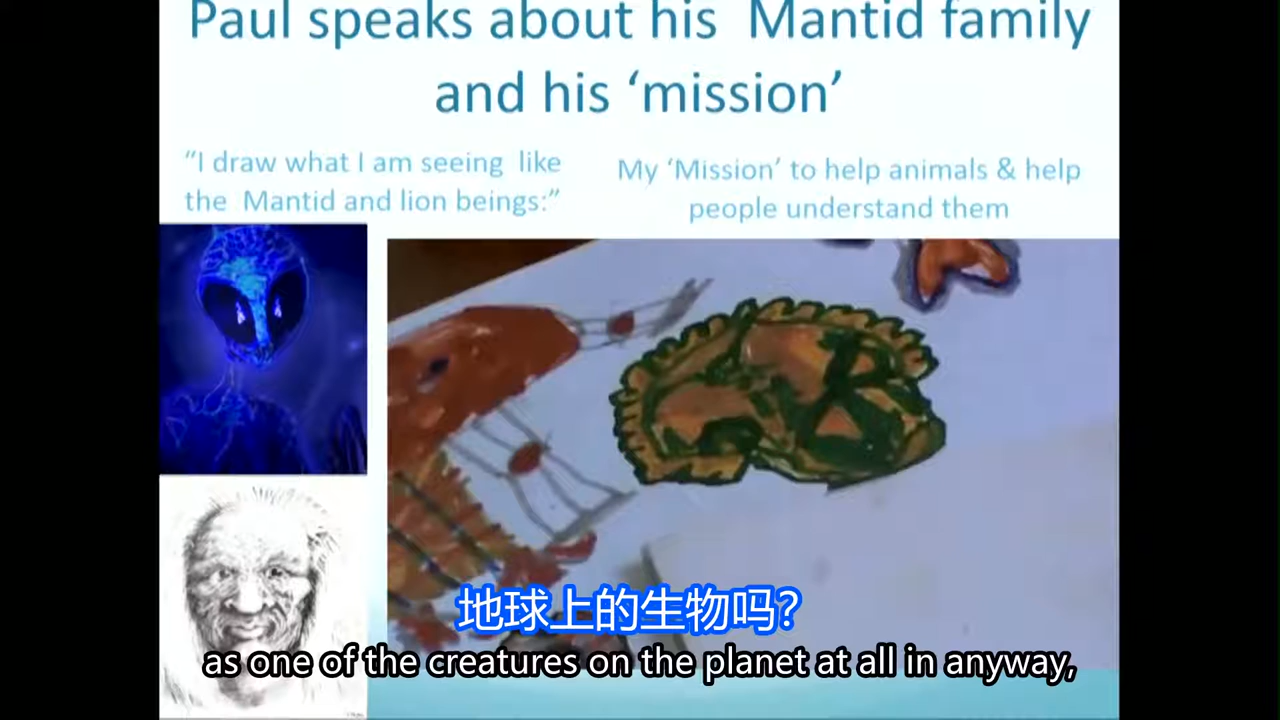 Paul speaks about his Mantid family
and his ‘mission’
“I draw what I am seeing like
the Mantid and lion beings:”
My ‘Mission’ to help animals & help
people understand them
地球上的生物吗?
as one of the creatures on the planet at all in anyway,